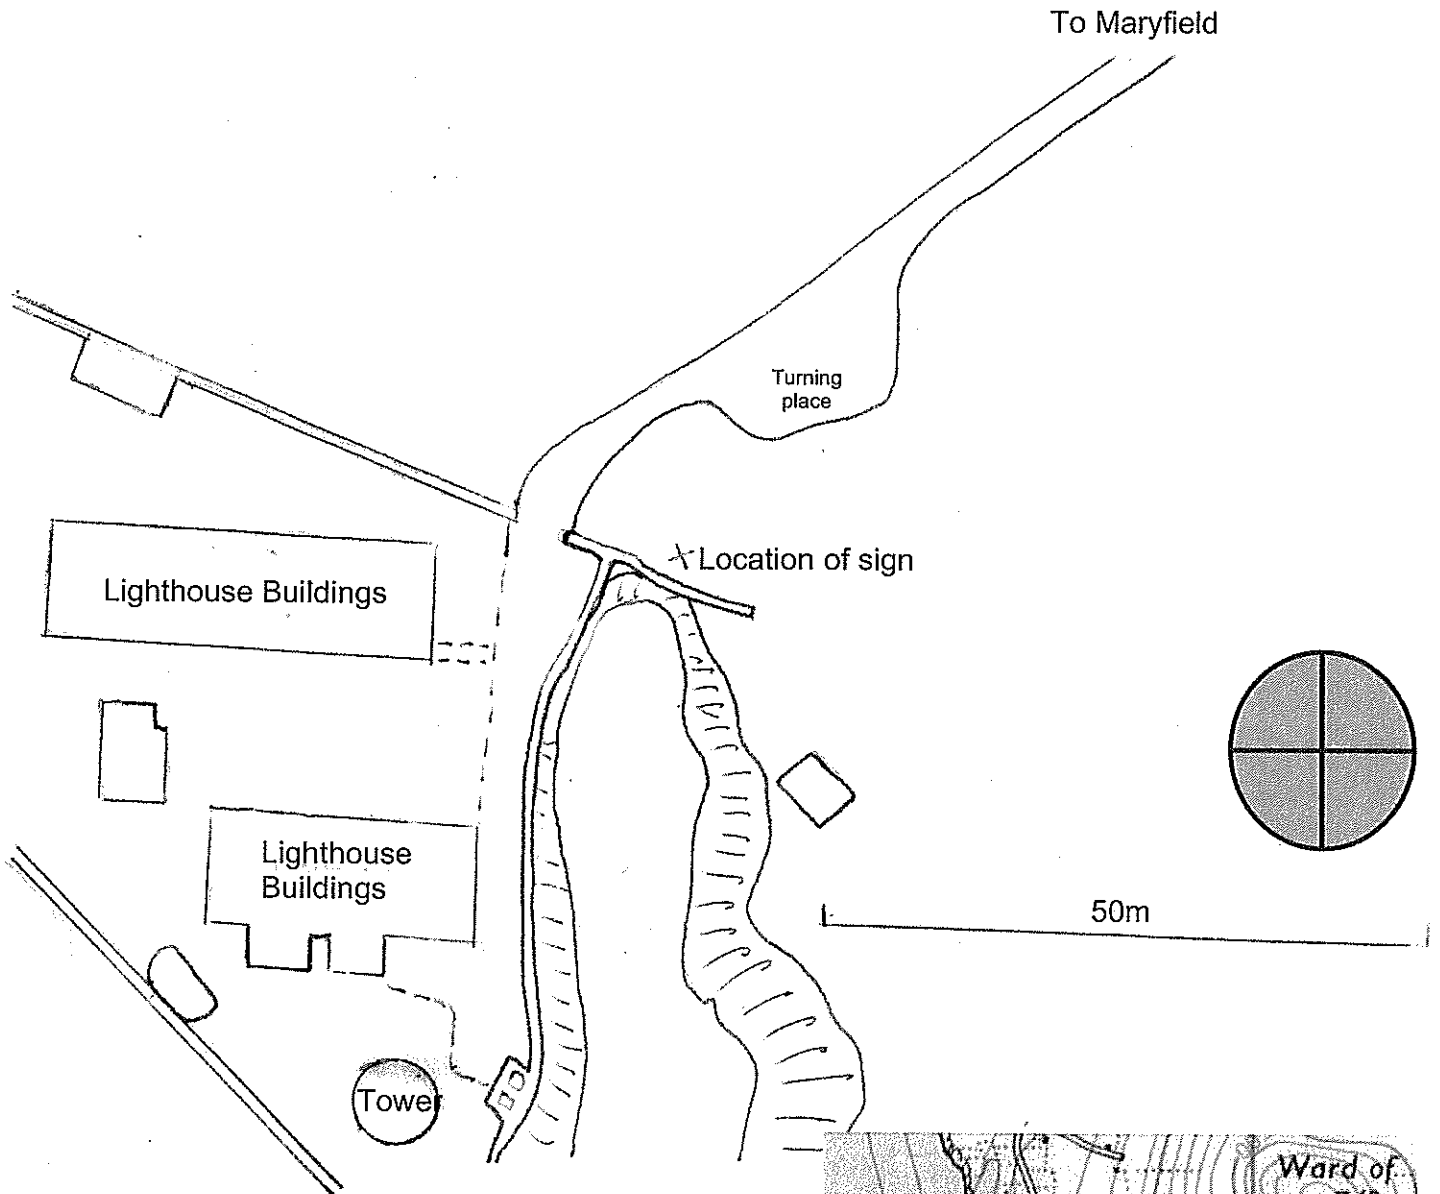 To Maryfield
Turning
place
Location of sign
Lighthouse Buildings
Lighthouse
Buildings
50m
Tower
Ward of